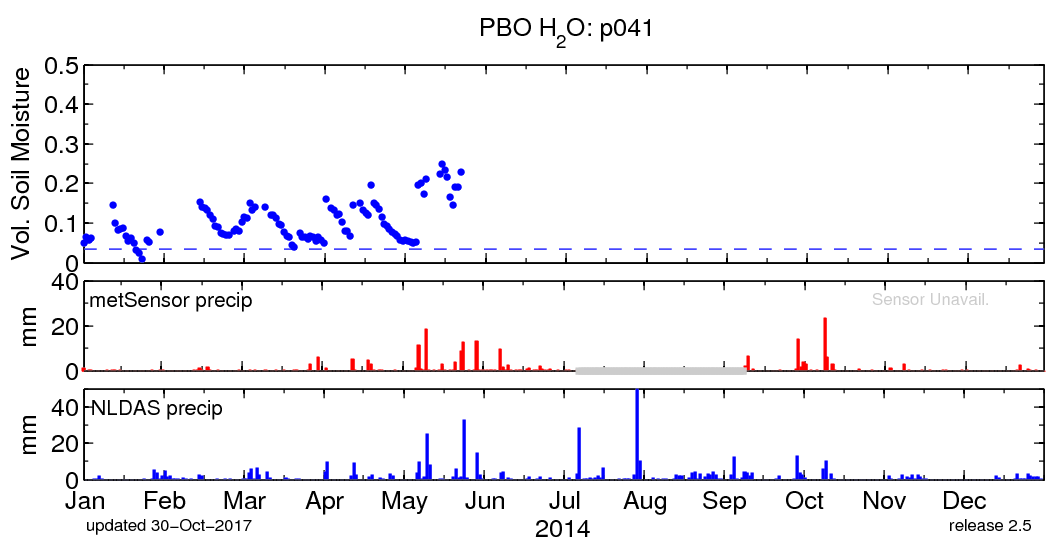 PBO H2O: p041
Vol. Soil Moisture
0.5
0.4
0.3
0.2
0.1
0
metSensor precip
Sensor Unavail.
mm
40
20
0
NLDAS precip
mm
40
20
0
Jan Feb Mar Apr May Jun Jul Aug Sep Oct Nov Dec
updated 30−Oct−2017
2014
release 2.5